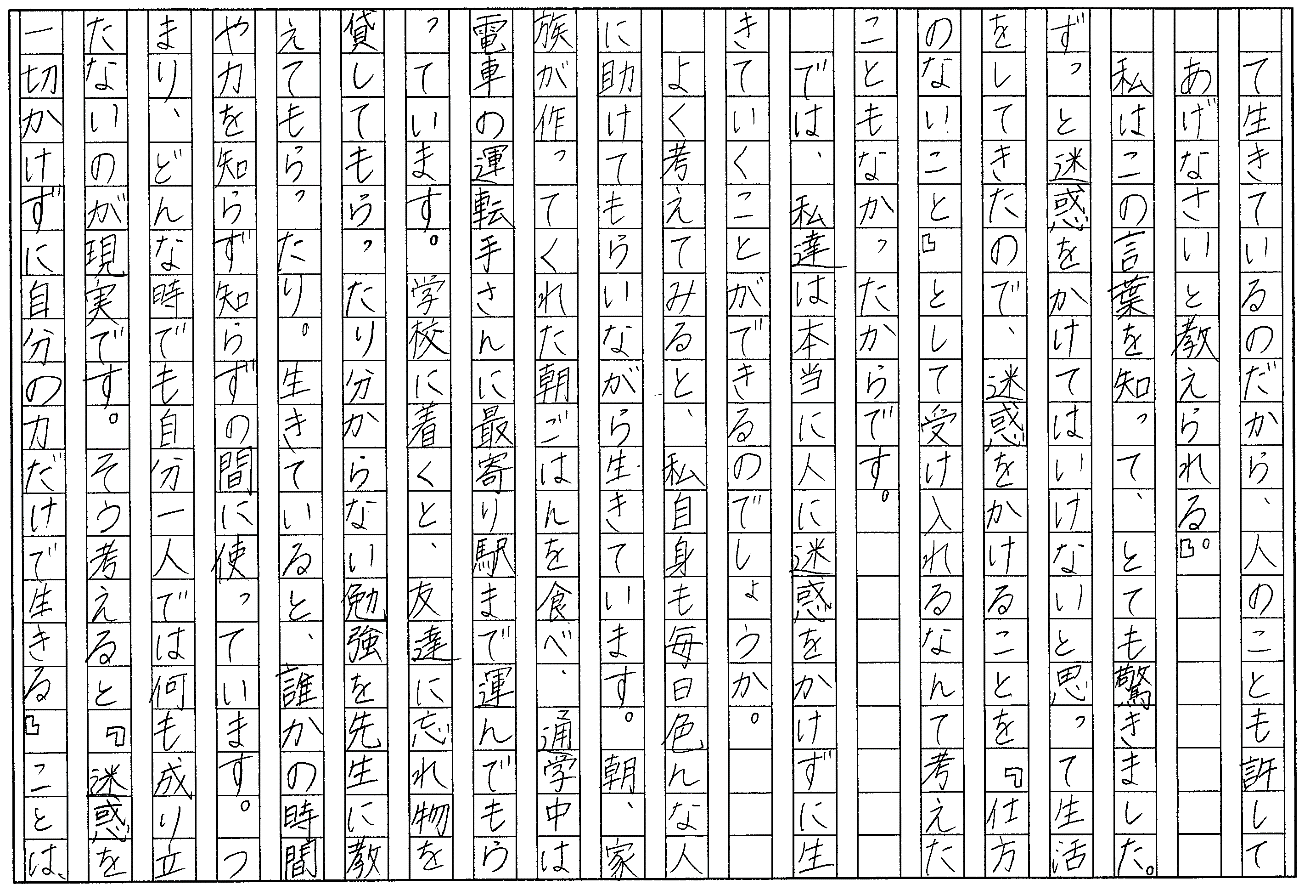 て生きているのだから、人のことも許して
あげなさいと教えられる』。
私はこの言葉を知って、とても驚きました。
ずっと迷惑をかけてはいけないと思って生活
をしてきたので、迷惑をかけることを『仕方
のないこと』として受け入れるなんて考えた
こともなかったからです。
では、私達は本当に人に迷惑をかけずに生
きていくことができるのでしょうか。
よく考えてみると、私自身も毎日色んな人
に助けてもらいながら生きています。朝、家
族が作ってくれた朝ごはんを食べ、通学中は
電車の運転手さんに最寄り駅まで運んでもら
っています。学校に着くと、友達に忘れ物を
貸してもらったり分からない勉強を先生に教
えてもらったり。生きていると、誰かの時間
や力を知らず知らずの間に使っています。つ
まり、どんな時でも自分一人では何も成り立
たないのが現実です。そう考えると『迷惑を
一切かけずに自分の力だけで生きる』ことは、